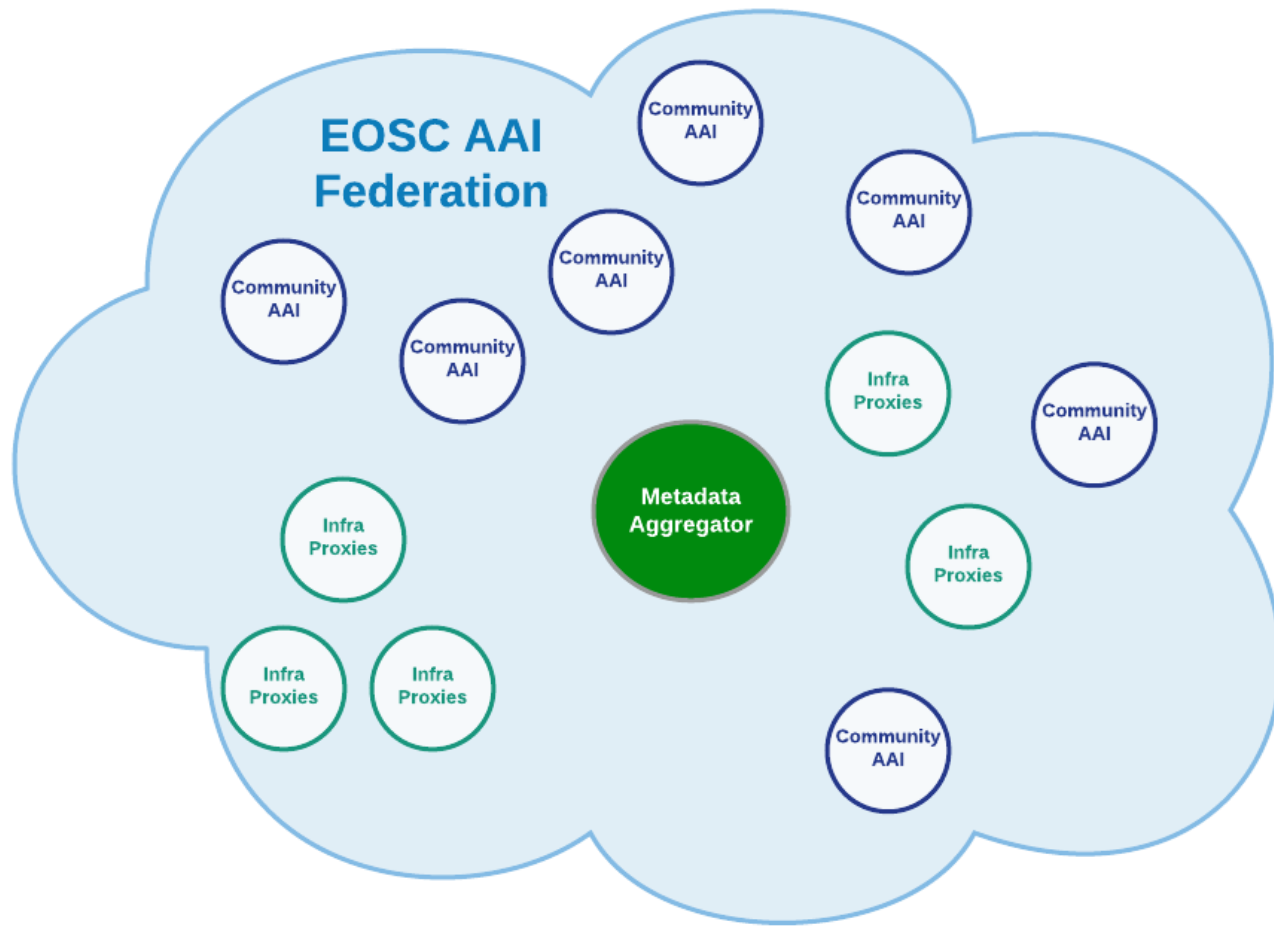 EOSC AAI
Federation
Community
AAI
Community
AAI
Community
AAI
Community
AAI
Community
AAI
Infra
Proxies
Community
AAI
Metadata
Aggregator
Infra
Proxies
Infra
Proxies
Infra
Proxies
Infra
Proxies
Community
AAI